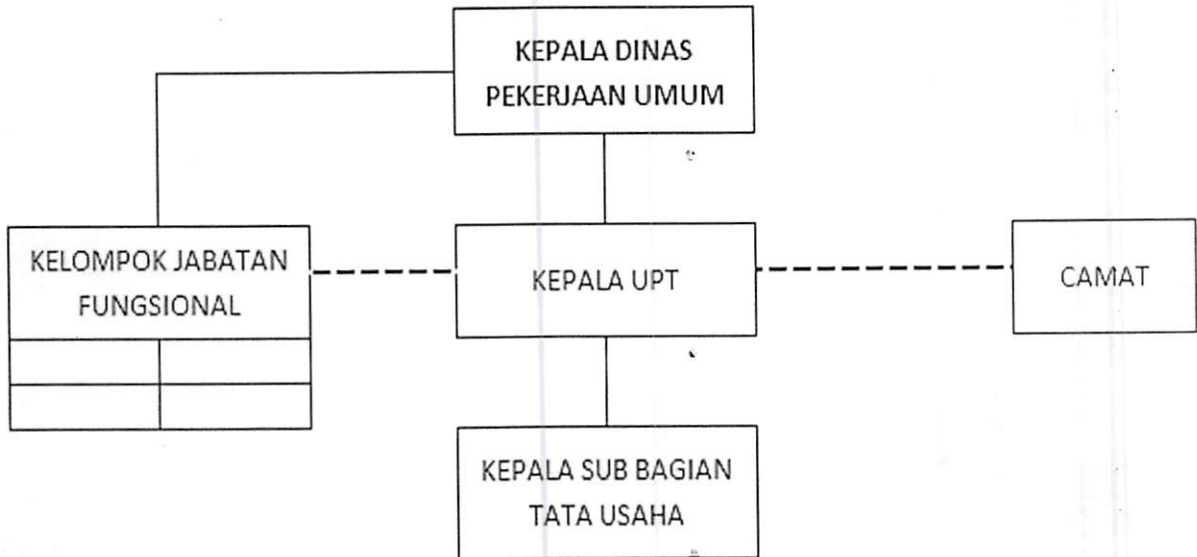 KEPALA DINAS
PEKERJAAN UMUM
KELOMPOK JABATAN
FUNGSIONAL
KEPALA UPT
CAMAT
KEPALA SUB BAGIAN
TATA USAHA